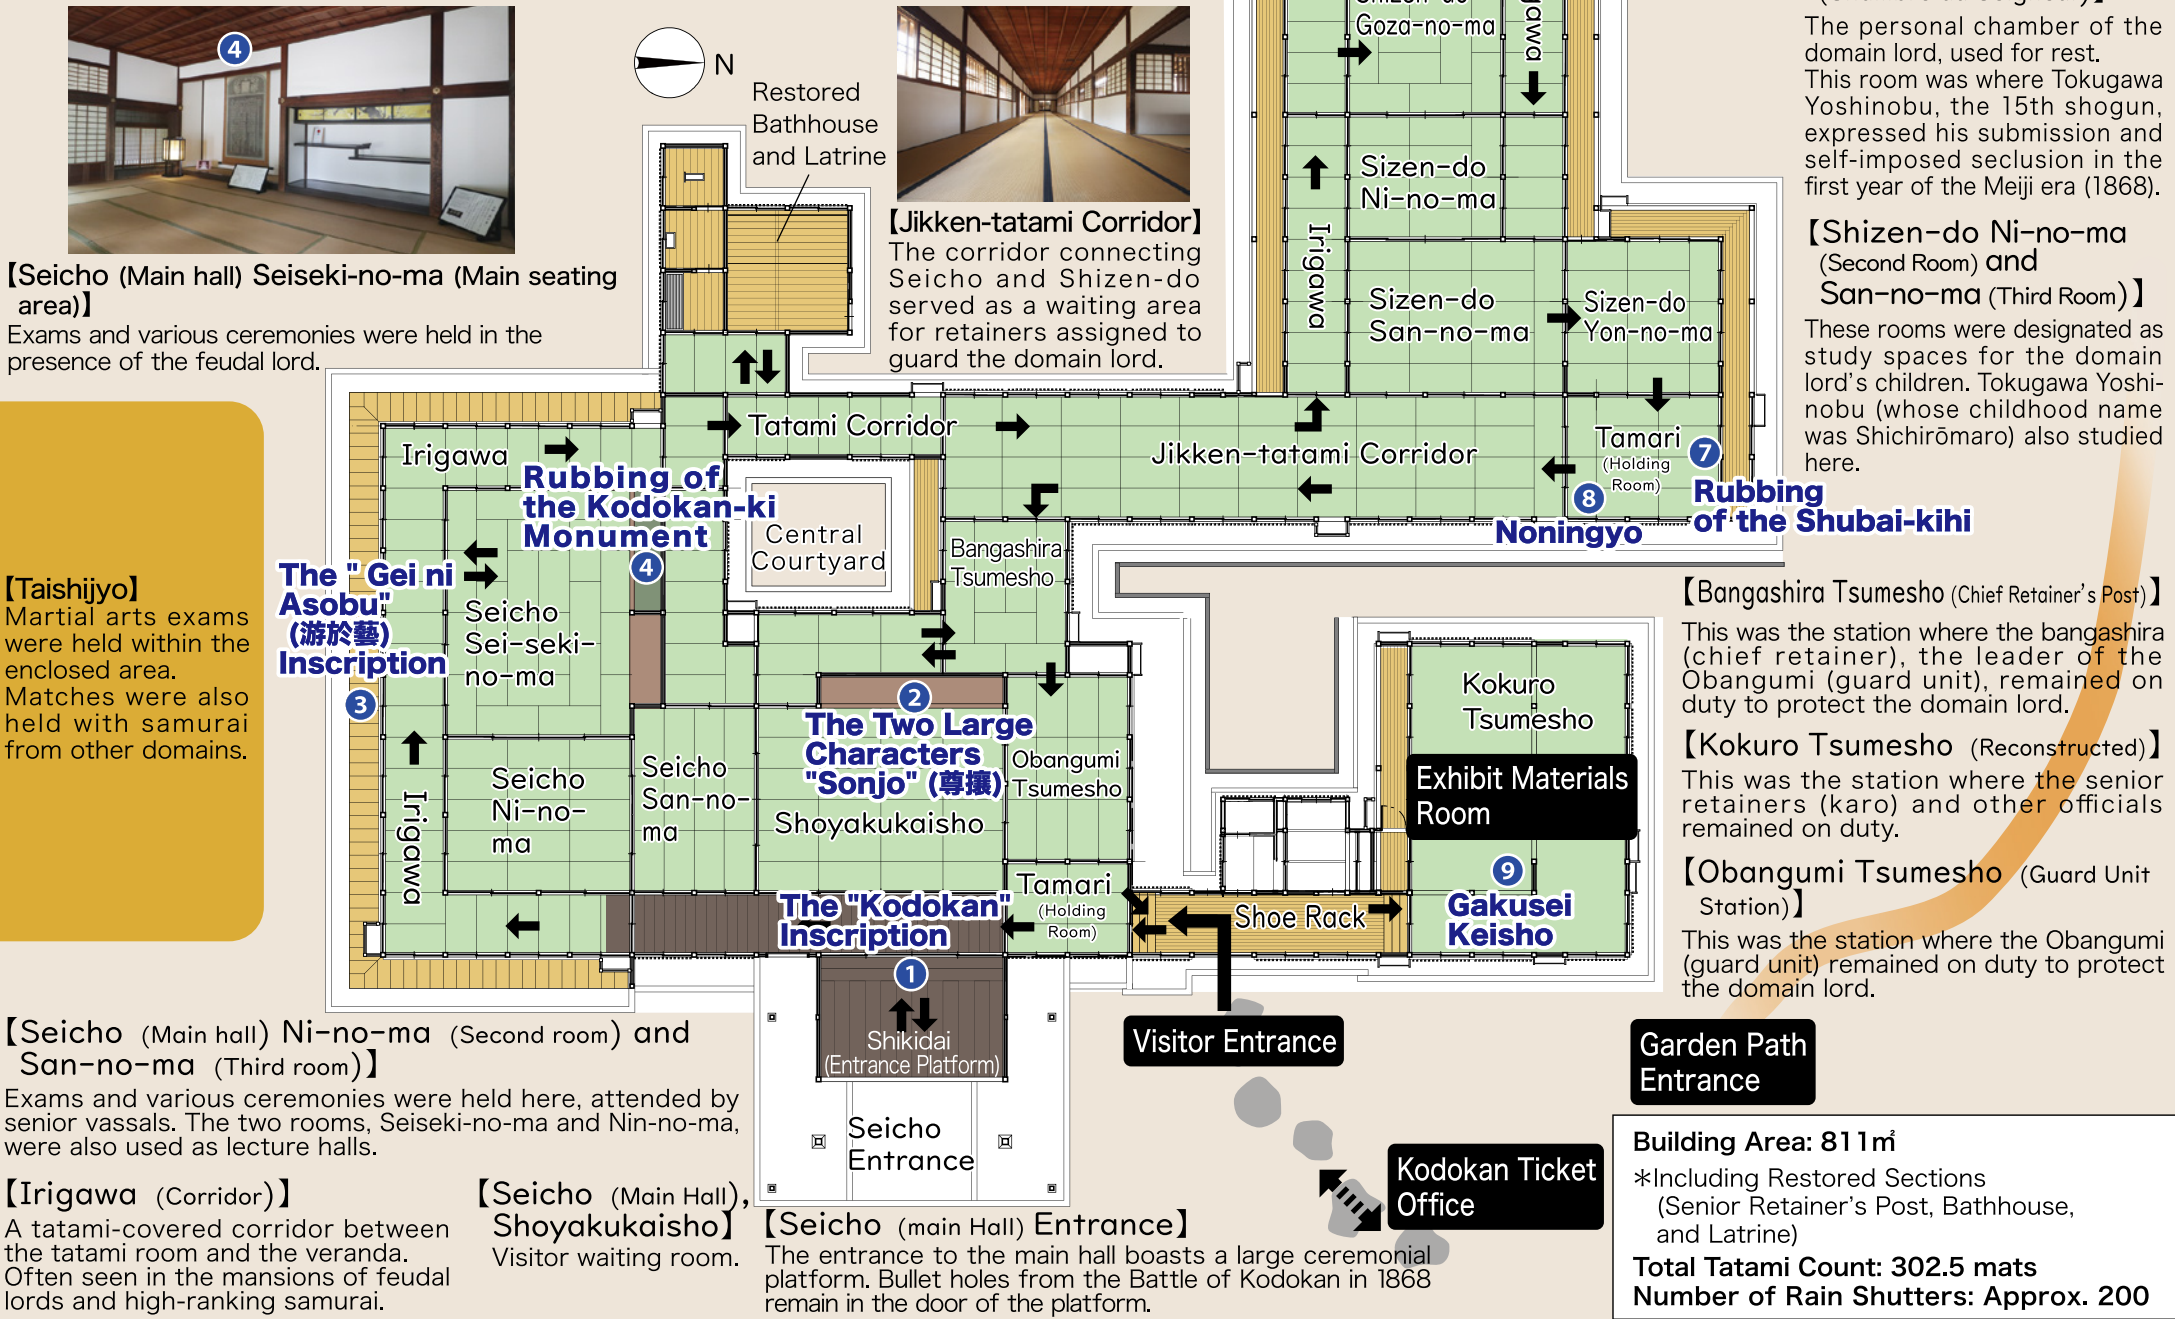 4
【Seicho (Main hall) Seiseki-no-ma (Main seating
area)】
Exams and various ceremonies were held in the
presence of the feudal lord.
N
Restored
Bathhouse
and Latrine
【Jikken-tatami Corridor】
The corridor connecting
Seicho and Shizen-do
served as a waiting area
for retainers assigned to
guard the domain lord.
Goza-no-ma
Sizen-do
Ni-no-ma
Irigawa
Sizen-do
San-no-ma
Sizen-do
Yon-no-ma
The personal chamber of the
domain lord, used for rest.
This room was where Tokugawa
Yoshinobu, the 15th shogun,
expressed his submission and
self-imposed seclusion in the
first year of the Meiji era (1868).
【Shizen-do Ni-no-ma
(Second Room) and
San-no-ma (Third Room)】
These rooms were designated as
study spaces for the domain
lord's children. Tokugawa Yoshi-
nobu (whose childhood name
was Shichirōmaro) also studied
here.
【Taishijyo】
Martial arts exams
were held within the
enclosed area.
Matches were also
held with samurai
from other domains.
Irigawa
Tatami Corridor
Jikken-tatami Corridor
Tamari
(Holding
Room)
7
Rubbing
of the Shubai-kihi
8
Noningyo
Rubbing of
the Kodokan-ki
Monument
4
Central
Courtyard
Bangashira
Tsumesho
The " Gei ni
Asobu"
(游於藝)
Inscription
3
Seicho
Sei-seki-
no-ma
2
The Two Large
Characters
"Sonjo" (尊攘)
Shoyakukaisho
Obangumi
Tsumesho
Seicho
Ni-no-
ma
Seicho
San-no-
ma
Irigawa
Kokuro
Tsumesho
Exhibit Materials
Room
9
Gakusei
Keisho
The "Kodokan"
Inscription
1
Tamari
(Holding
Room)
Shoe Rack
Shikidai
(Entrance Platform)
Seicho
Entrance
Visitor Entrance
Kodokan Ticket
Office
Garden Path
Entrance
【Bangashira Tsumesho (Chief Retainer's Post)】
This was the station where the bangashira
(chief retainer), the leader of the
Obangumi (guard unit), remained on
duty to protect the domain lord.
【Kokuro Tsumesho (Reconstructed)】
This was the station where the senior
retainers (karo) and other officials
remained on duty.
【Obangumi Tsumesho (Guard Unit
Station)】
This was the station where the Obangumi
(guard unit) remained on duty to protect
the domain lord.
【Seicho (Main hall) Ni-no-ma (Second room) and
San-no-ma (Third room)】
Exams and various ceremonies were held here, attended by
senior vassals. The two rooms, Seiseki-no-ma and Nin-no-ma,
were also used as lecture halls.
【Irigawa (Corridor)】
A tatami-covered corridor between
the tatami room and the veranda.
Often seen in the mansions of feudal
lords and high-ranking samurai.
【Seicho (Main Hall),
Shoyakukaisho】
Visitor waiting room.
【Seicho (main Hall) Entrance】
The entrance to the main hall boasts a large ceremonial
platform. Bullet holes from the Battle of Kodokan in 1868
remain in the door of the platform.
Building Area: 811㎡
*Including Restored Sections
(Senior Retainer's Post, Bathhouse,
and Latrine)
Total Tatami Count: 302.5 mats
Number of Rain Shutters: Approx. 200